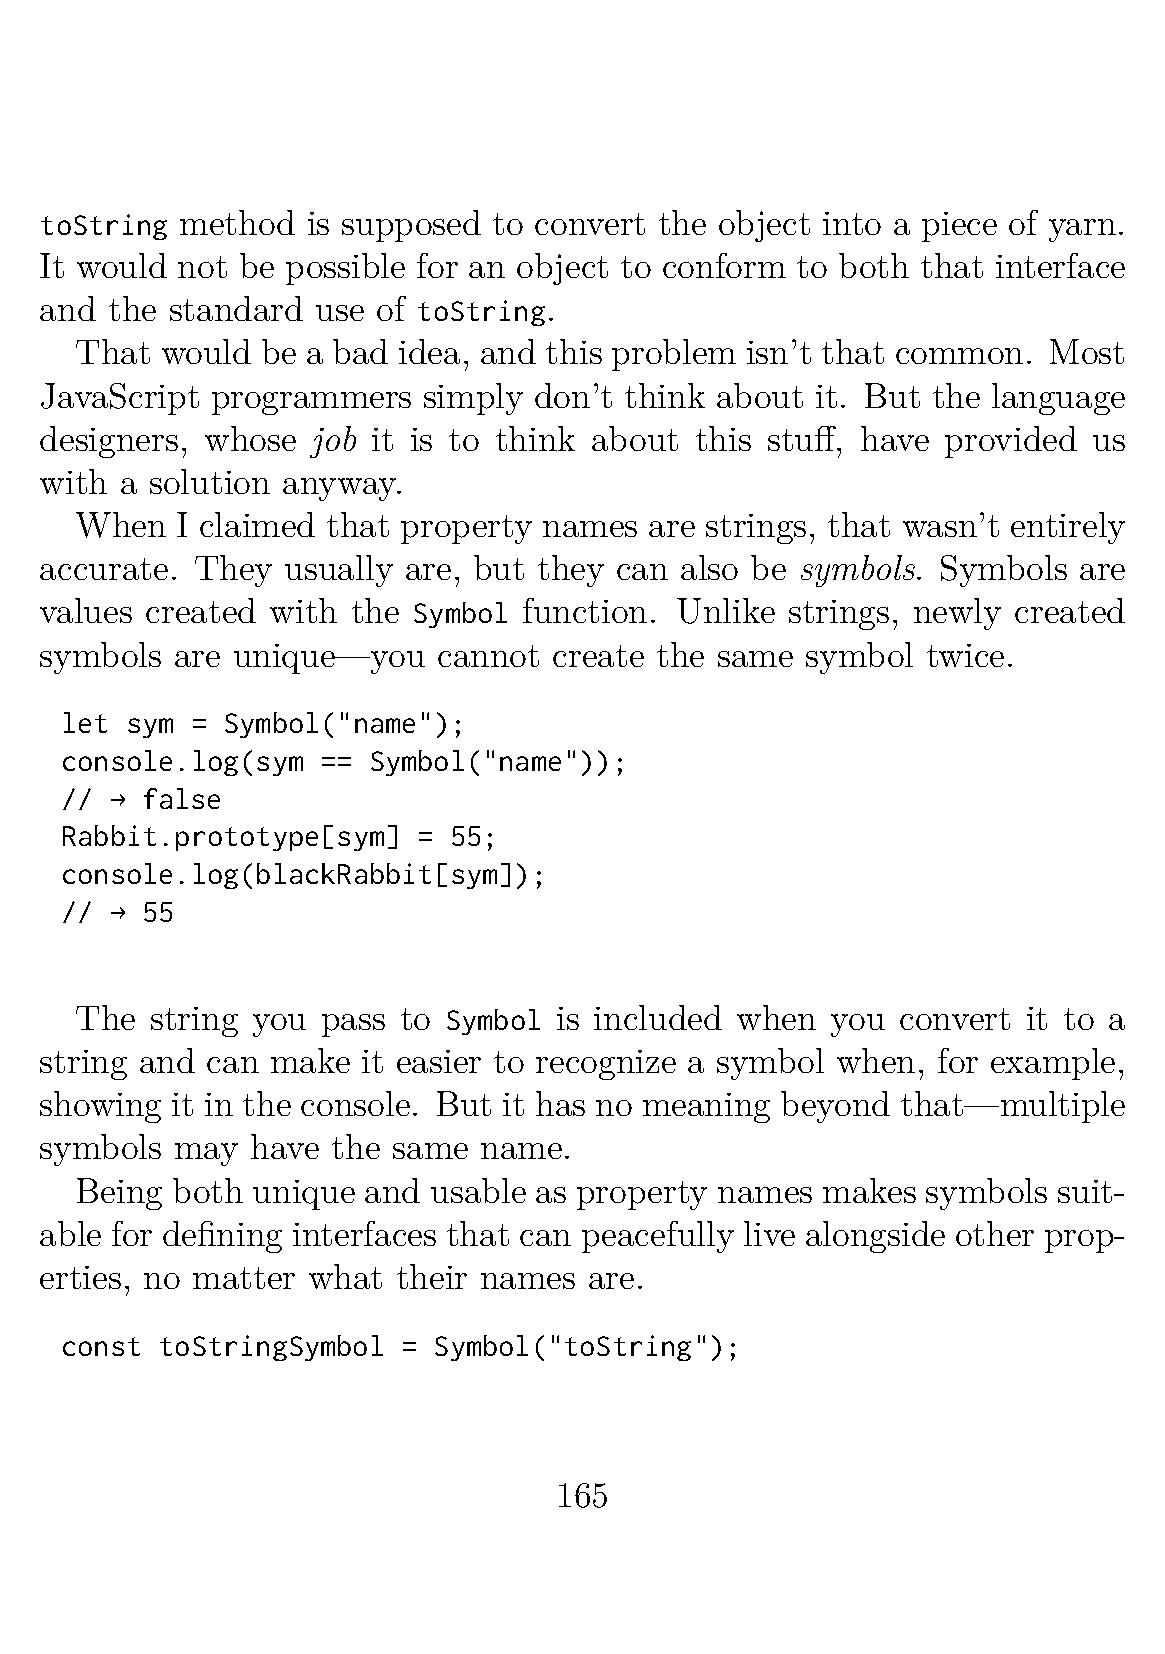 toString method is supposed to convert the object into a piece of yarn.
It would not be possible for an object to conform to both that interface
and the standard use of toString.
That would be a bad idea, and this problem isn't that common. Most
JavaScript programmers simply don't think about it. But the language
designers, whose job it is to think about this stuff, have provided us
with a solution anyway.
When I claimed that property names are strings, that wasn't entirely
accurate. They usually are, but they can also be symbols. Symbols are
values created with the Symbol function. Unlike strings, newly created
symbols are unique—you cannot create the same symbol twice.
let sym = Symbol("name");
console.log(sym == Symbol("name"));
// → false
Rabbit.prototype[sym] = 55;
console.log(blackRabbit[sym]);
// → 55
The string you pass to Symbol is included when you convert it to a
string and can make it easier to recognize a symbol when, for example,
showing it in the console. But it has no meaning beyond that—multiple
symbols may have the same name.
Being both unique and usable as property names makes symbols suit-
able for defining interfaces that can peacefully live alongside other prop-
erties, no matter what their names are.
const toStringSymbol = Symbol("toString");
165